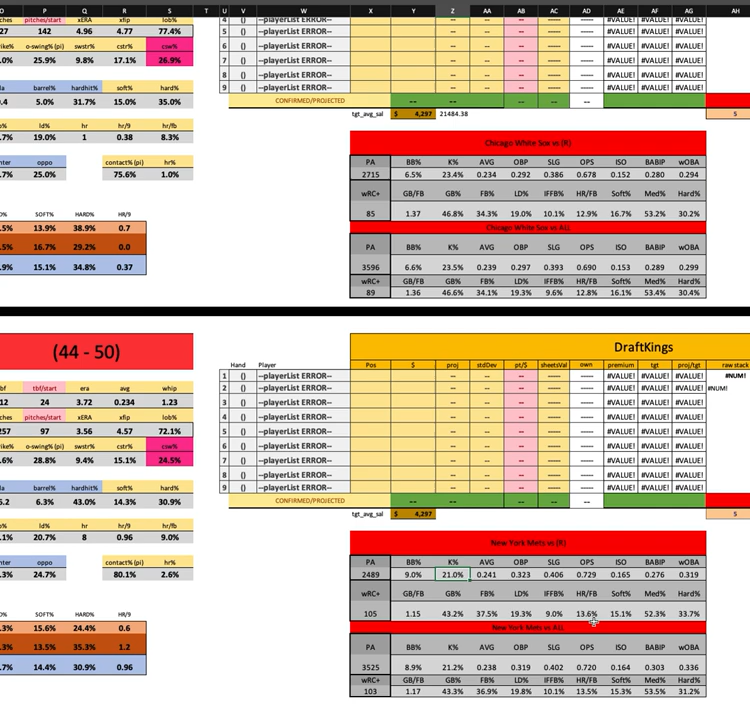 O P Q R S T U V W X Y Z AA AB AC AD AE AF AG AH
ches pitches/start xERA xfip lob% 4 () --playerList ERROR-- -- -- -- ----- ----- #VALUE! #VALUE! #VALUE!
27 142 4.96 4.77 77.4% 5 () --playerList ERROR-- -- -- -- ----- ----- #VALUE! #VALUE! #VALUE!
ike% o-swing% (pi) swstr% cstr% csw% 6 () --playerList ERROR-- -- -- -- ----- ----- #VALUE! #VALUE! #VALUE!
.0% 25.9% 9.8% 17.1% 26.9% 7 () --playerList ERROR-- -- -- -- ----- ----- #VALUE! #VALUE! #VALUE!
8 () --playerList ERROR-- -- -- -- ----- ----- #VALUE! #VALUE! #VALUE!
la barrel% hardhit% soft% hard% 9 () --playerList ERROR-- -- -- -- ----- ----- #VALUE! #VALUE! #VALUE!
.4 5.0% 31.7% 15.0% 35.0% CONFIRMED/PROJECTED -- -- -- -- -- ---
tgt_avg_sal $ 4,297 21484.38 5
b% ld% hr hr/9 hr/fb
.7% 19.0% 1 0.38 8.3%
Chicago White Sox vs (R)
nter oppo contact% (pi) hr% PA BB% K% AVG OBP SLG OPS ISO BABIP wOBA
.7% 25.0% 75.6% 1.0% 2715 6.5% 23.4% 0.234 0.292 0.386 0.678 0.152 0.280 0.294
wRC+ GB/FB GB% FB% LD% IFFB% HR/FB Soft% Med% Hard%
D% SOFT% HARD% HR/9 85 1.37 46.8% 34.3% 19.0% 10.1% 12.9% 16.7% 53.2% 30.2%
.5% 13.9% 38.9% 0.7 Chicago White Sox vs ALL
.5% 16.7% 29.2% 0.0 PA BB% K% AVG OBP SLG OPS ISO BABIP wOBA
.9% 15.1% 34.8% 0.37 3596 6.6% 23.5% 0.239 0.297 0.393 0.690 0.153 0.289 0.299
wRC+ GB/FB GB% FB% LD% IFFB% HR/FB Soft% Med% Hard%
89 1.36 46.6% 34.1% 19.3% 9.6% 12.8% 16.1% 53.4% 30.4%
(44 - 50) DraftKings
Hand Player Pos $ proj stdDev pt/$ sheetsVal own premium tgt proj/tgt raw stack
1 () --playerList ERROR-- -- -- -- ----- ----- #VALUE! #VALUE! #VALUE! #NUM!
bf tbf/start era avg whip 2 () --playerList ERROR-- -- -- -- ----- ----- #VALUE! #VALUE! #VALUE! #NUM!
12 24 3.72 0.234 1.23 3 () --playerList ERROR-- -- -- -- ----- ----- #VALUE! #VALUE! #VALUE!
ches pitches/start xERA xfip lob% 4 () --playerList ERROR-- -- -- -- ----- ----- #VALUE! #VALUE! #VALUE!
257 97 3.56 4.57 72.1% 5 () --playerList ERROR-- -- -- -- ----- ----- #VALUE! #VALUE! #VALUE!
ike% o-swing% (pi) swstr% cstr% csw% 6 () --playerList ERROR-- -- -- -- ----- ----- #VALUE! #VALUE! #VALUE!
.6% 28.8% 9.4% 15.1% 24.5% 7 () --playerList ERROR-- -- -- -- ----- ----- #VALUE! #VALUE! #VALUE!
8 () --playerList ERROR-- -- -- -- ----- ----- #VALUE! #VALUE! #VALUE!
la barrel% hardhit% soft% hard% 9 () --playerList ERROR-- -- -- -- ----- ----- #VALUE! #VALUE! #VALUE!
5.2 6.3% 43.0% 14.3% 30.9% CONFIRMED/PROJECTED -- -- -- -- -- ---
tgt_avg_sal $ 4,297 5
b% ld% hr hr/9 hr/fb
.1% 20.7% 8 0.96 9.0% New York Mets vs (R)
nter oppo contact% (pi) hr% PA BB% K% AVG OBP SLG OPS ISO BABIP wOBA
.3% 24.7% 80.1% 2.6% 2489 9.0% 21.0% 0.241 0.323 0.406 0.729 0.165 0.276 0.319
wRC+ GB/FB GB% FB% LD% IFFB% HR/FB Soft% Med% Hard%
D% SOFT% HARD% HR/9 105 1.15 43.2% 37.5% 19.3% 9.0% 13.6% 15.1% 52.3% 33.7%
.3% 15.6% 24.4% 0.6 New York Mets vs ALL
.3% 13.5% 35.3% 1.2 PA BB% K% AVG OBP SLG OPS ISO BABIP wOBA
.7% 14.4% 30.9% 0.96 3525 8.9% 21.2% 0.238 0.319 0.402 0.720 0.164 0.303 0.336
wRC+ GB/FB GB% FB% LD% IFFB% HR/FB Soft% Med% Hard%
103 1.17 43.3% 36.9% 19.8% 10.1% 13.5% 15.3% 53.5% 31.2%